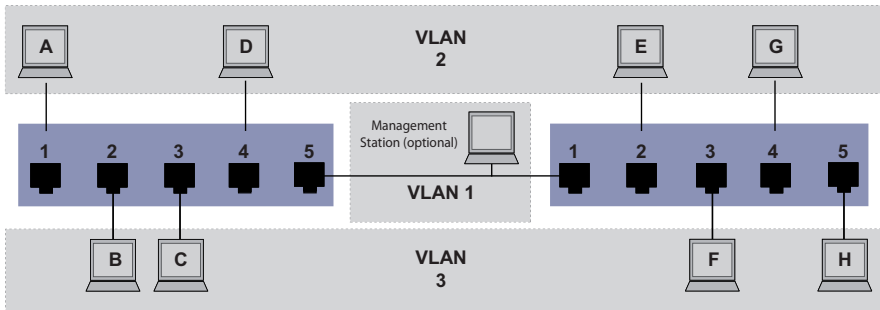 A
D
VLAN
2
E
G
1
2
3
4
5
Management
Station (optional)
VLAN 1
1
2
3
4
5
B
C
VLAN
3
F
H